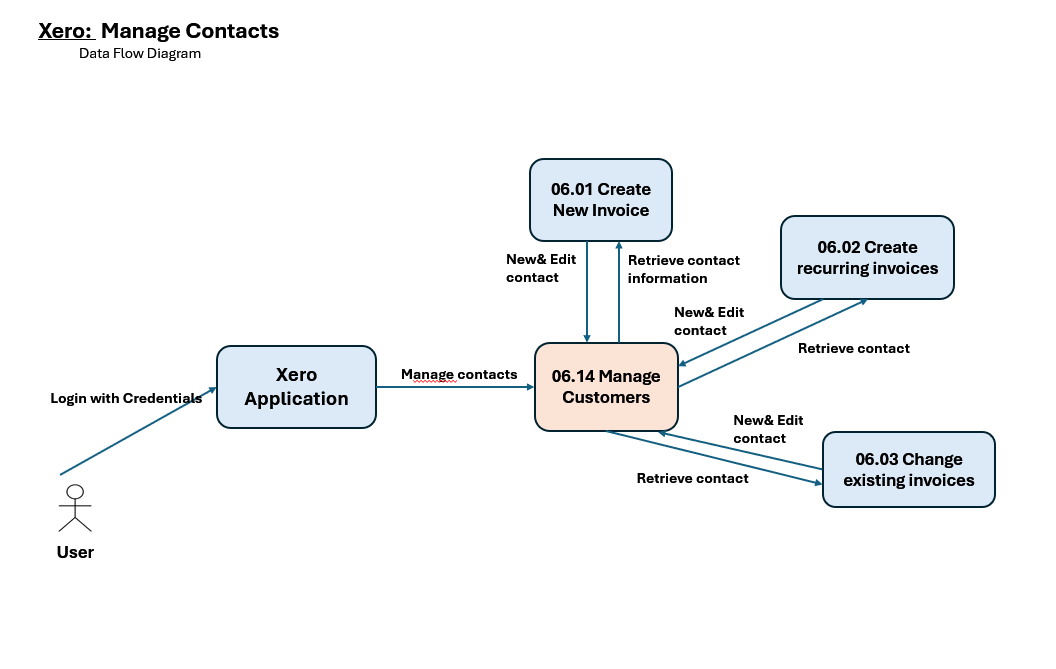 Xero: Manage Contacts
Data Flow Diagram
06.01 Create
New Invoice
06.02 Create
recurring invoices
New& Edit
contact
Retrieve contact
information
New& Edit
contact
Retrieve contact
Xero
Application
Manage contacts
06.14 Manage
Customers
Login with Credentials
New& Edit
contact
06.03 Change
existing invoices
Retrieve contact
User